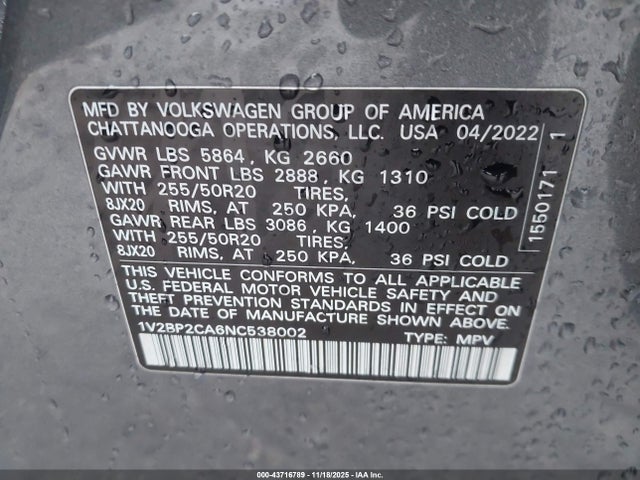 MFD BY VOLKSWAGEN GROUP OF AMERICA
CHATTANOOGA OPERATIONS, LLC. USA 04/2022
GVWR LBS 5864, KG 2660
GAWR FRONT LBS 2888, KG 1310
WITH 255/50R20 TIRES,
8JX20 RIMS, AT 250 KPA, 36 PSI COLD
GAWR REAR LBS 3086, KG 1400
WITH 255/50R20 TIRES,
8JX20 RIMS, AT 250 KPA, 36 PSI COLD
THIS VEHICLE CONFORMS TO ALL APPLICABLE
U.S. FEDERAL MOTOR VEHICLE SAFETY AND
THEFT PREVENTION STANDARDS IN EFFECT ON
THE DATE OF MANUFACTURE SHOWN ABOVE.
1V2BP2CA6NC538002 TYPE: MPV
1550171 1
000-43716789 - 11/18/2025 - IAA Inc.